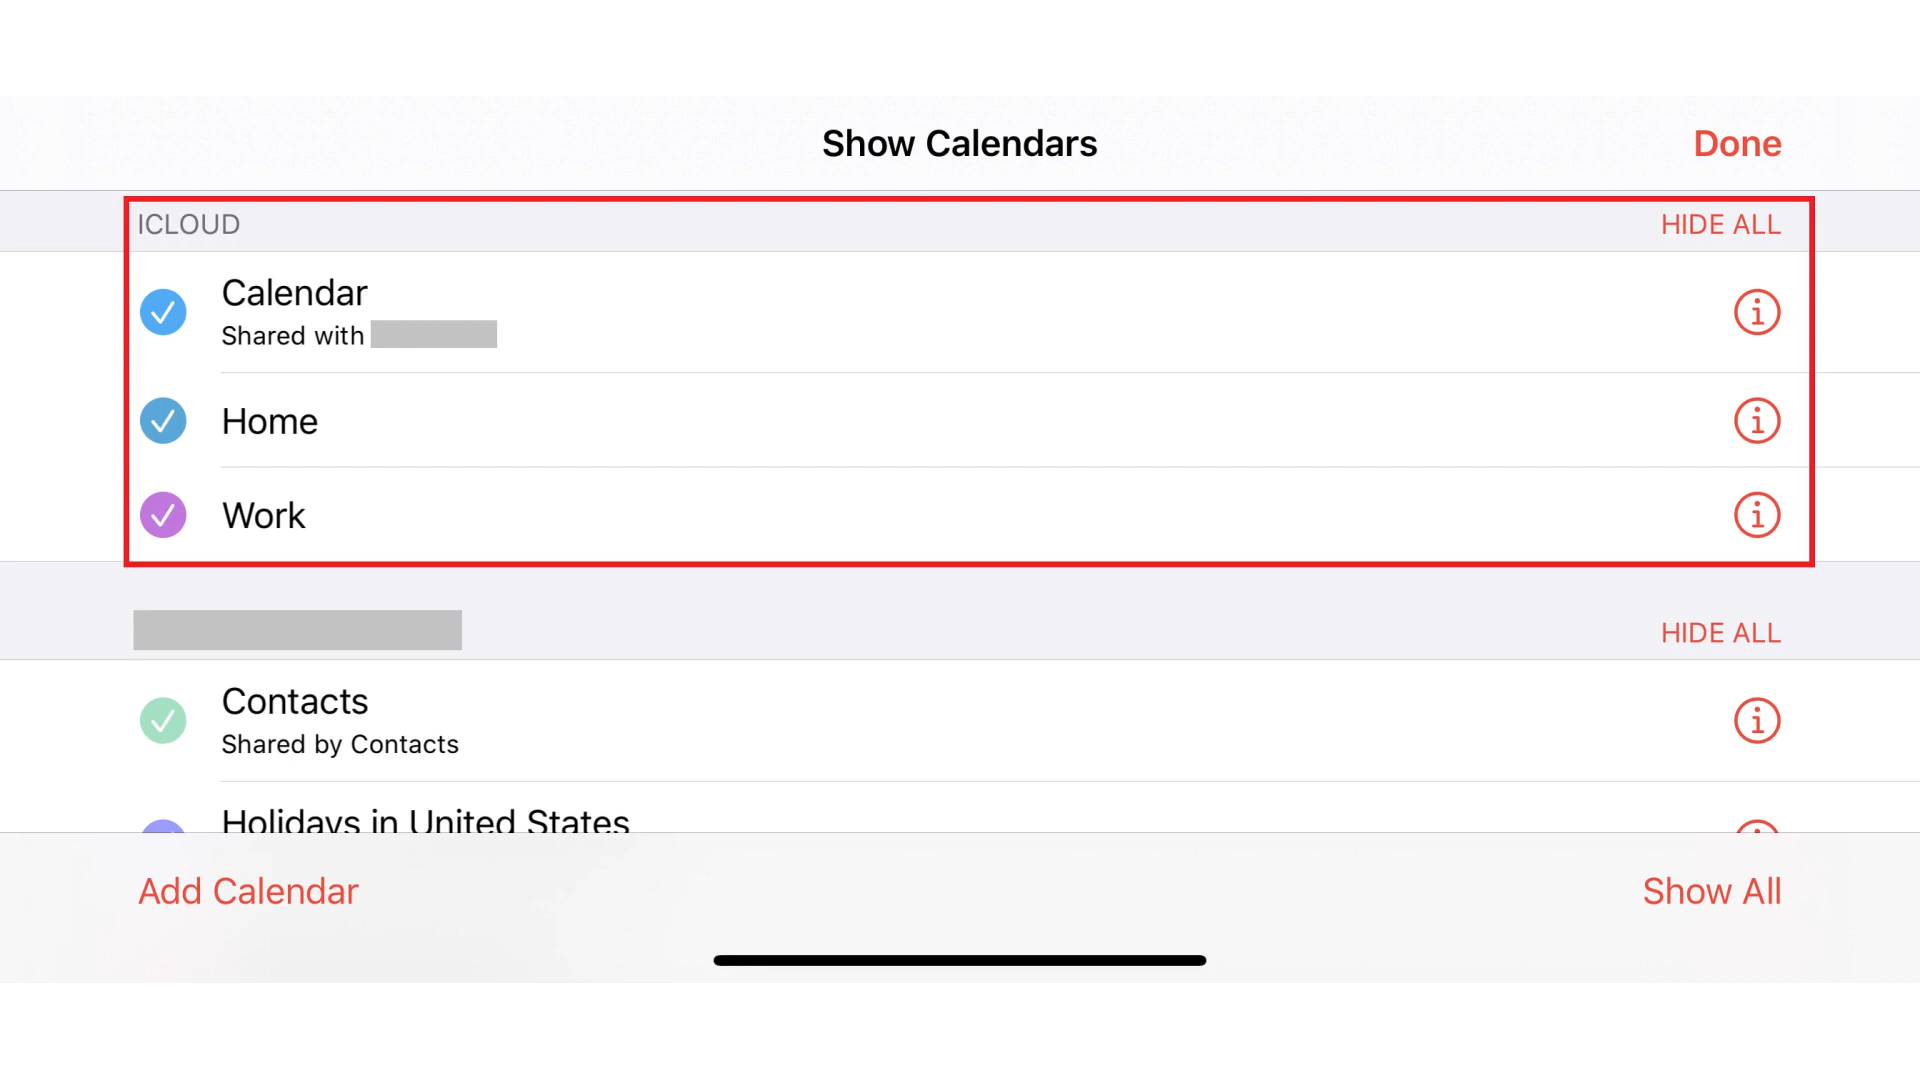 Show Calendars
Done
ICLOUD
HIDE ALL
Calendar
Shared with
Home
Work
HIDE ALL
Contacts
Shared by Contacts
Holidays in United States
Add Calendar
Show All